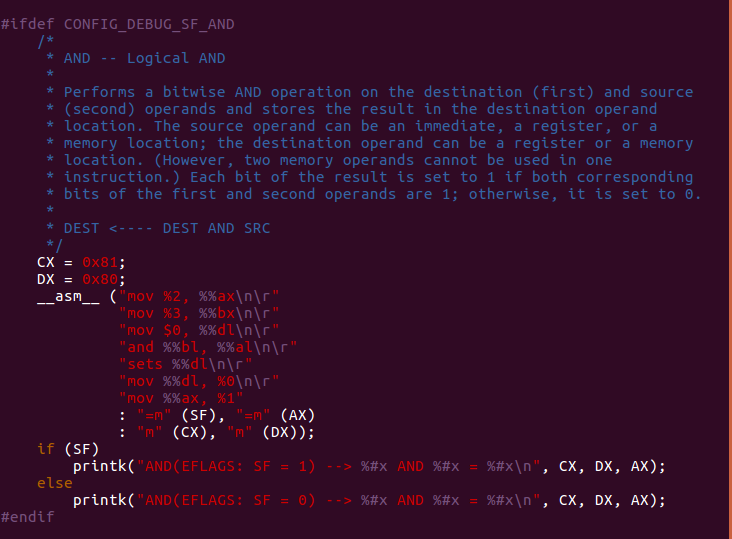 #ifdef CONFIG_DEBUG_SF_AND
    /*
     * AND -- Logical AND
     *
     * Performs a bitwise AND operation on the destination (first) and source
     * (second) operands and stores the result in the destination operand
     * location. The source operand can be an immediate, a register, or a
     * memory location; the destination operand can be a register or a memory
     * location. (However, two memory operands cannot be used in one
     * instruction.) Each bit of the result is set to 1 if both corresponding
     * bits of the first and second operands are 1; otherwise, it is set to 0.
     *
     * DEST <---- DEST AND SRC
     */
    CX = 0x81;
    DX = 0x80;
    __asm__ ("mov %2, %%ax\n\r"
             "mov %3, %%bx\n\r"
             "mov $0, %%dl\n\r"
             "and %%bl, %%al\n\r"
             "sets %%dl\n\r"
             "mov %%dl, %0\n\r"
             "mov %%ax, %1"
             : "=m" (SF), "=m" (AX)
             : "m" (CX), "m" (DX));
    if (SF)
        printk("AND(EFLAGS: SF = 1) --> %#x AND %#x = %#x\n", CX, DX, AX);
    else
        printk("AND(EFLAGS: SF = 0) --> %#x AND %#x = %#x\n", CX, DX, AX);
#endif